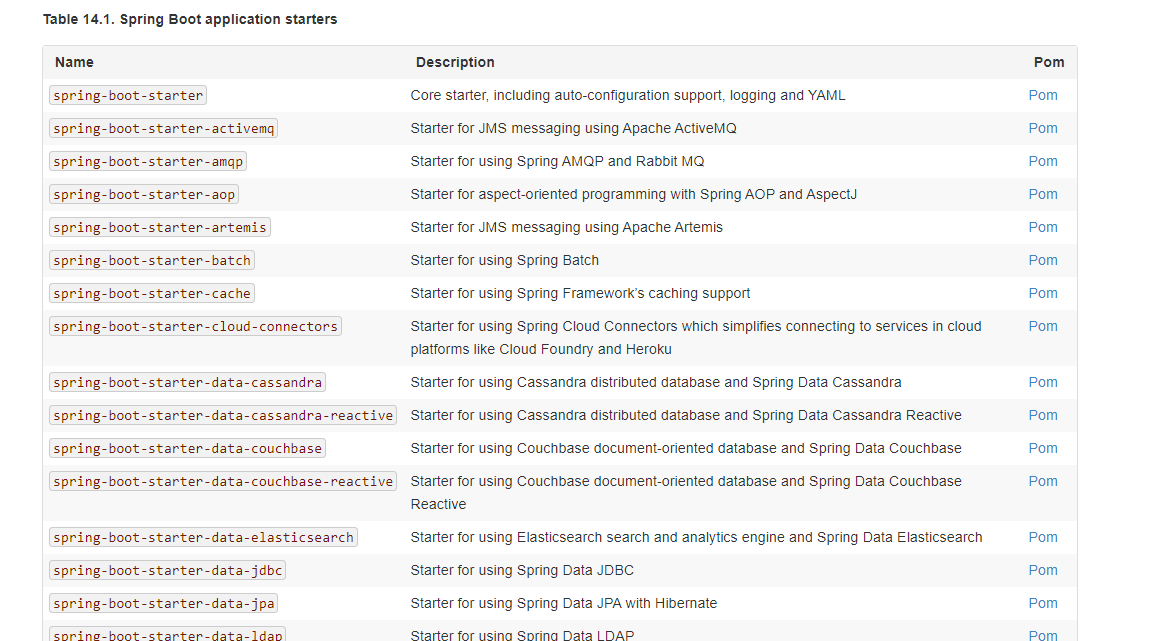 Table 14.1. Spring Boot application starters
Name Description Pom
spring-boot-starter Core starter, including auto-configuration support, logging and YAML Pom
spring-boot-starter-activemq Starter for JMS messaging using Apache ActiveMQ Pom
spring-boot-starter-amqp Starter for using Spring AMQP and Rabbit MQ Pom
spring-boot-starter-aop Starter for aspect-oriented programming with Spring AOP and AspectJ Pom
spring-boot-starter-artemis Starter for JMS messaging using Apache Artemis Pom
spring-boot-starter-batch Starter for using Spring Batch Pom
spring-boot-starter-cache Starter for using Spring Framework’s caching support Pom
spring-boot-starter-cloud-connectors Starter for using Spring Cloud Connectors which simplifies connecting to services in cloud Pom
platforms like Cloud Foundry and Heroku
spring-boot-starter-data-cassandra Starter for using Cassandra distributed database and Spring Data Cassandra Pom
spring-boot-starter-data-cassandra-reactive Starter for using Cassandra distributed database and Spring Data Cassandra Reactive Pom
spring-boot-starter-data-couchbase Starter for using Couchbase document-oriented database and Spring Data Couchbase Pom
spring-boot-starter-data-couchbase-reactive Starter for using Couchbase document-oriented database and Spring Data Couchbase Pom
Reactive
spring-boot-starter-data-elasticsearch Starter for using Elasticsearch search and analytics engine and Spring Data Elasticsearch Pom
spring-boot-starter-data-jdbc Starter for using Spring Data JDBC Pom
spring-boot-starter-data-jpa Starter for using Spring Data JPA with Hibernate Pom
spring-boot-starter-data-ldap Starter for using Spring Data LDAP Pom